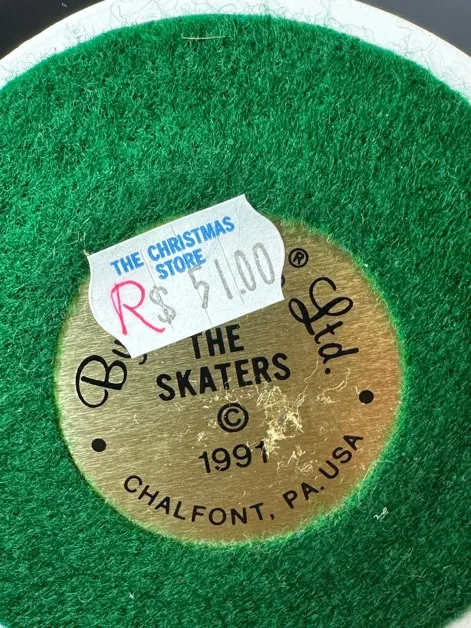 THE CHRISTMAS
STORE
R $ 51.00
® Ltd.
THE
SKATERS
©
1991
CHALFONT, PA. USA